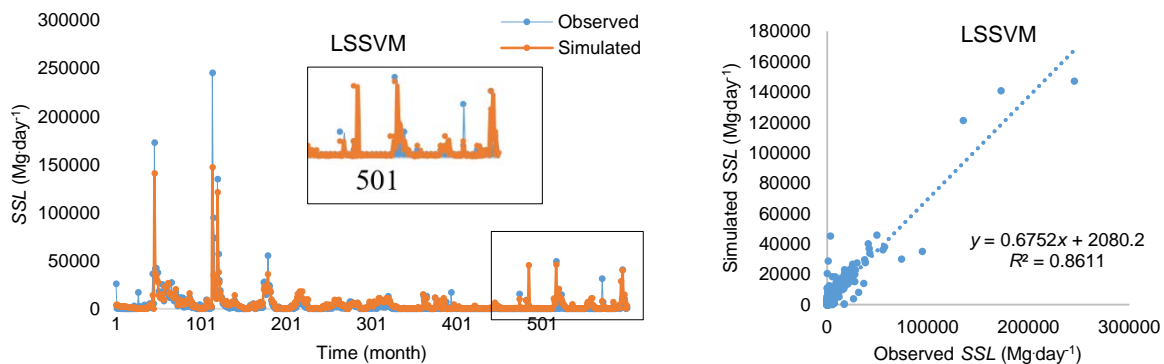 300000
250000
200000
150000
100000
50000
0
SSL (Mg·day⁻¹)
LSSVM
Observed
Simulated
501
1 101 201 301 401 501
Time (month)
LSSVM
180000
160000
140000
120000
100000
80000
60000
40000
20000
0
Simulated SSL (Mg·day⁻¹)
y = 0.6752x + 2080.2
R² = 0.8611
0 100000 200000 300000
Observed SSL (Mg·day⁻¹)